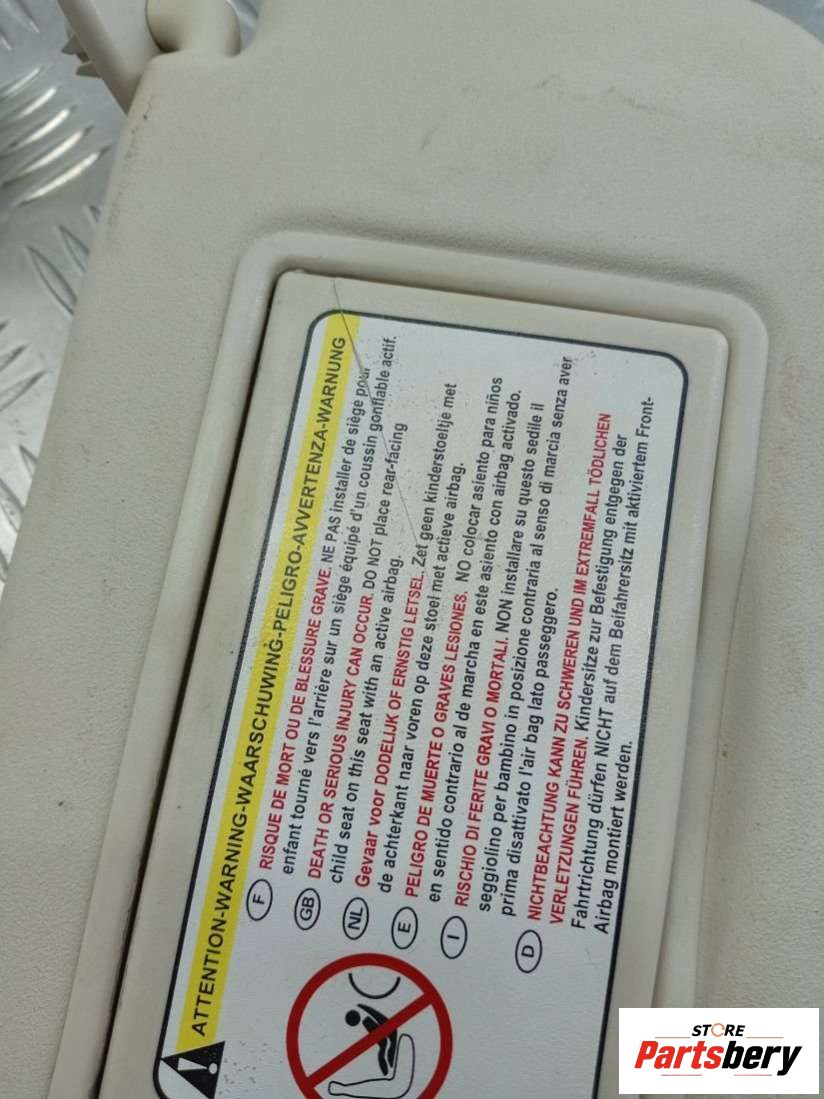 ATTENTION-WARNING-WAARSCHUWING-PELIGRO-AVVERTENZA-WARNUNG
F RISQUE DE MORT OU DE BLESSURE GRAVE. NE PAS installer de siège pour
enfant tourné vers l'arrière sur un siège équipé d'un coussin gonflable actif.
GB DEATH OR SERIOUS INJURY CAN OCCUR. DO NOT place rear-facing
child seat on this seat with an active airbag.
NL Gevaar voor DODELIJK OF ERNSTIG LETSEL. Zet geen kinderstoeltje met
de achterkant naar voren op deze stoel met actieve airbag.
E PELIGRO DE MUERTE O GRAVES LESIONES. NO colocar asiento para niños
en sentido contrario al de marcha en este asiento con airbag activado.
I RISCHIO DI FERITE GRAVI O MORTALI. NON installare su questo sedile il
seggiolino per bambino in posizione contraria al senso di marcia senza aver
prima disattivato l'air bag lato passeggero.
D NICHTBEACHTUNG KANN ZU SCHWEREN UND IM EXTREMFALL TÖDLICHEN
VERLETZUNGEN FÜHREN. Kindersitze zur Befestigung entgegen der
Fahrtrichtung dürfen NICHT auf dem Beifahrersitz mit aktiviertem Front-
Airbag montiert werden.
STORE
Partsbery